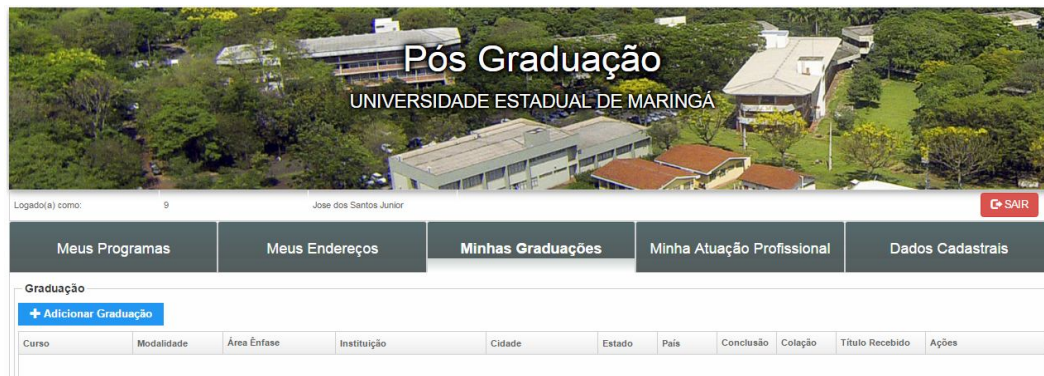 Pós Graduação
UNIVERSIDADE ESTADUAL DE MARINGÁ
Logado(a) como: 9 Jose dos Santos Junior SAIR
Meus Programas Meus Endereços Minhas Graduações Minha Atuação Profissional Dados Cadastrais
Graduação
+ Adicionar Graduação
Curso Modalidade Área Ênfase Instituição Cidade Estado País Conclusão Colação Título Recebido Ações